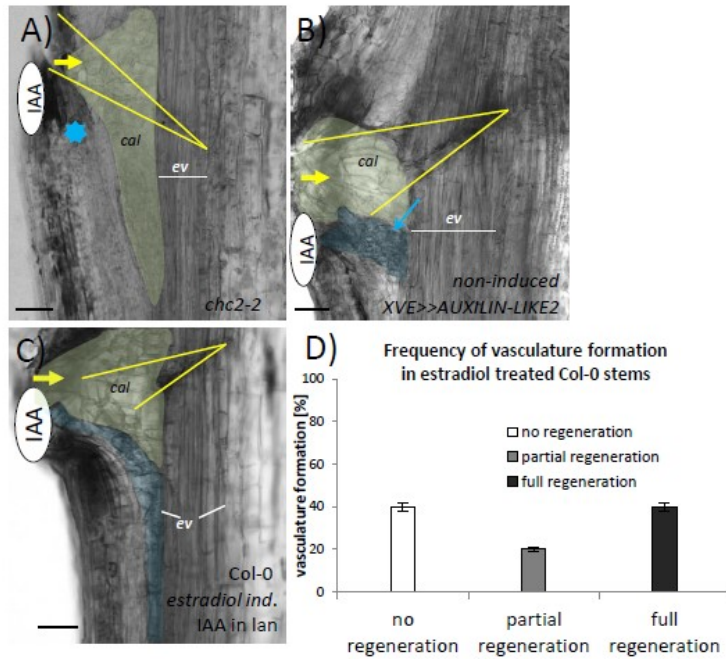 A)
IAA
cal
ev
chc2-2
B)
cal
IAA
ev
non-induced
XVE>>AUXILIN-LIKE2
C)
cal
IAA
ev
Col-0
estradiol ind.
IAA in lan
D)
Frequency of vasculature formation
in estradiol treated Col-0 stems
vasculature formation [%]
100
80
60
40
20
0
no regeneration
partial regeneration
full regeneration
no
regeneration
partial
regeneration
full
regeneration